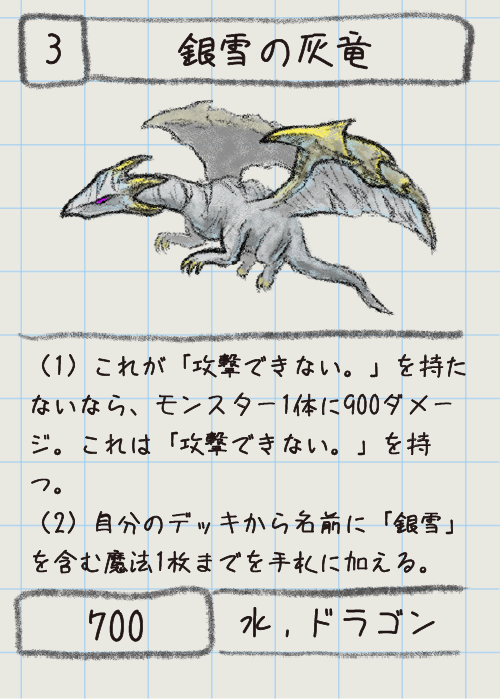 3
銀雪の灰竜
(1) これが「攻撃できない。」を持た
ないなら、モンスター1体に900ダメー
ジ。これは「攻撃できない。」を持
つ。
(2) 自分のデッキから名前に「銀雪」
を含む魔法1枚までを手札に加える。
700
水, ドラゴン